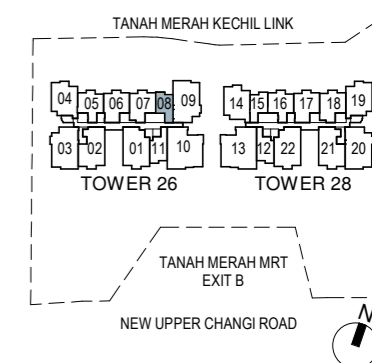 TANAH MERAH KECHIL LINK
04 05 06 07 08 09 14 15 16 17 18 19
03 02 01 11 10 13 12 22 21 20
TOWER 26 TOWER 28
TANAH MERAH MRT
EXIT B
NEW UPPER CHANGI ROAD
N